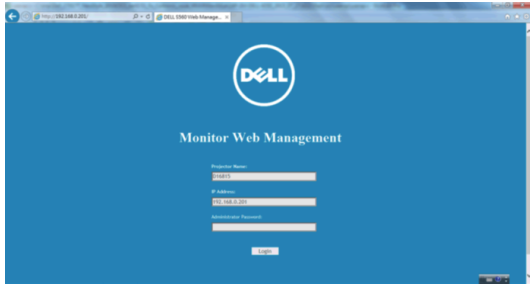 http://192.168.0.201/
DELL S560 Web Manage... ×
DELL
Monitor Web Management
Projector Name:
IP Address:
192.168.0.201
Administrator Password:
Login